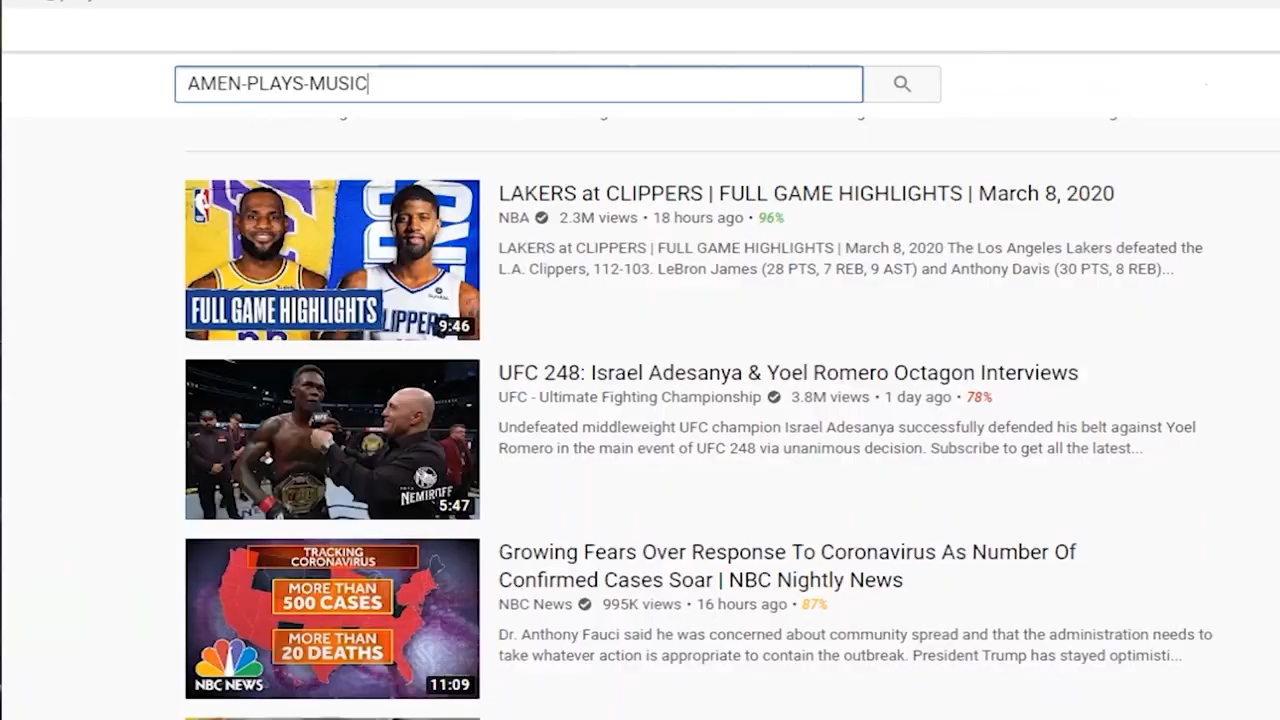 AMEN-PLAYS-MUSIC
LAKERS at CLIPPERS | FULL GAME HIGHLIGHTS | March 8, 2020
NBA 2.3M views • 18 hours ago • 96%
LAKERS at CLIPPERS | FULL GAME HIGHLIGHTS | March 8, 2020 The Los Angeles Lakers defeated the
L.A. Clippers, 112-103. LeBron James (28 PTS, 7 REB, 9 AST) and Anthony Davis (30 PTS, 8 REB)...
FULL GAME HIGHLIGHTS
9:46
UFC 248: Israel Adesanya & Yoel Romero Octagon Interviews
UFC - Ultimate Fighting Championship 3.8M views • 1 day ago • 78%
Undefeated middleweight UFC champion Israel Adesanya successfully defended his belt against Yoel
Romero in the main event of UFC 248 via unanimous decision. Subscribe to get all the latest...
NEMIROFF
5:47
Growing Fears Over Response To Coronavirus As Number Of
Confirmed Cases Soar | NBC Nightly News
NBC News 995K views • 16 hours ago • 87%
Dr. Anthony Fauci said he was concerned about community spread and that the administration needs to
take whatever action is appropriate to contain the outbreak. President Trump has stayed optimisti...
TRACKING
CORONAVIRUS
MORE THAN
500 CASES
MORE THAN
20 DEATHS
NBC NEWS
11:09